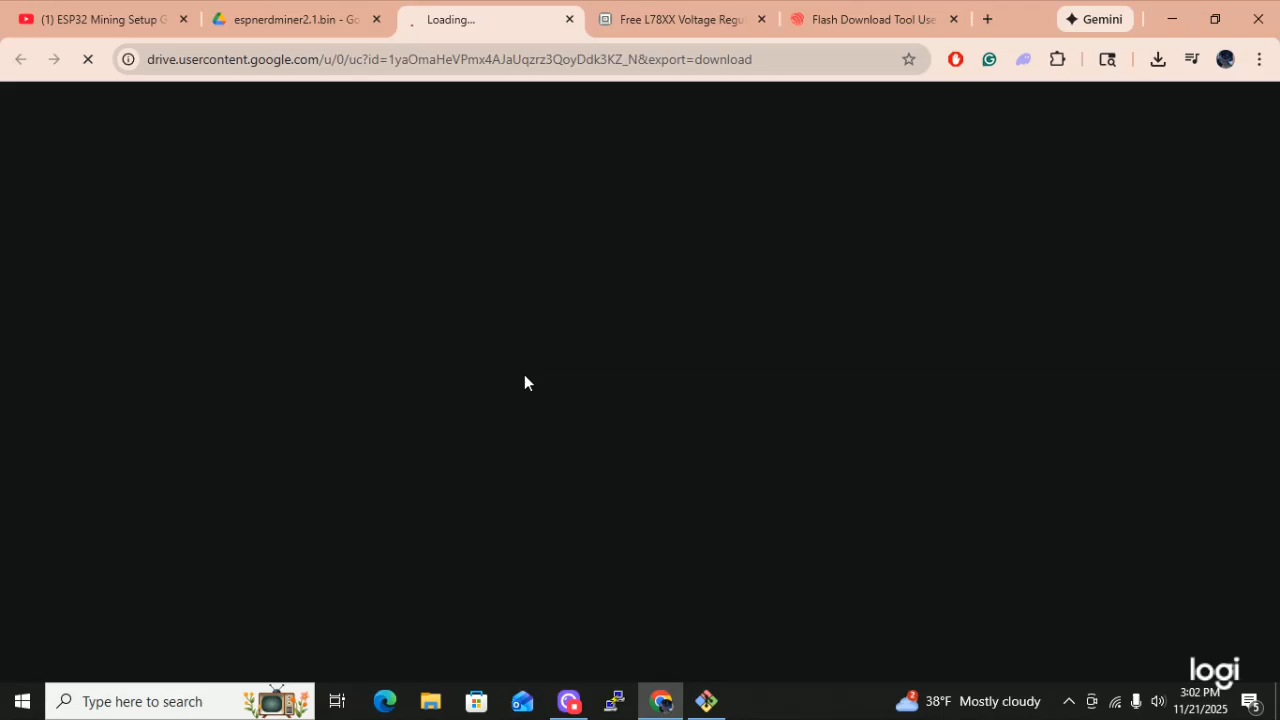 (1) ESP32 Mining Setup G
espnerdminer2.1.bin - Go
Loading...
Free L78XX Voltage Regu
Flash Download Tool Use
Gemini
drive.usercontent.google.com/u/0/uc?id=1yaOmaHeVPmx4AJaUqzrz3QoyDdk3KZ_N&export=download
logi
Type here to search
2
38°F Mostly cloudy
3:02 PM
11/21/2025
5